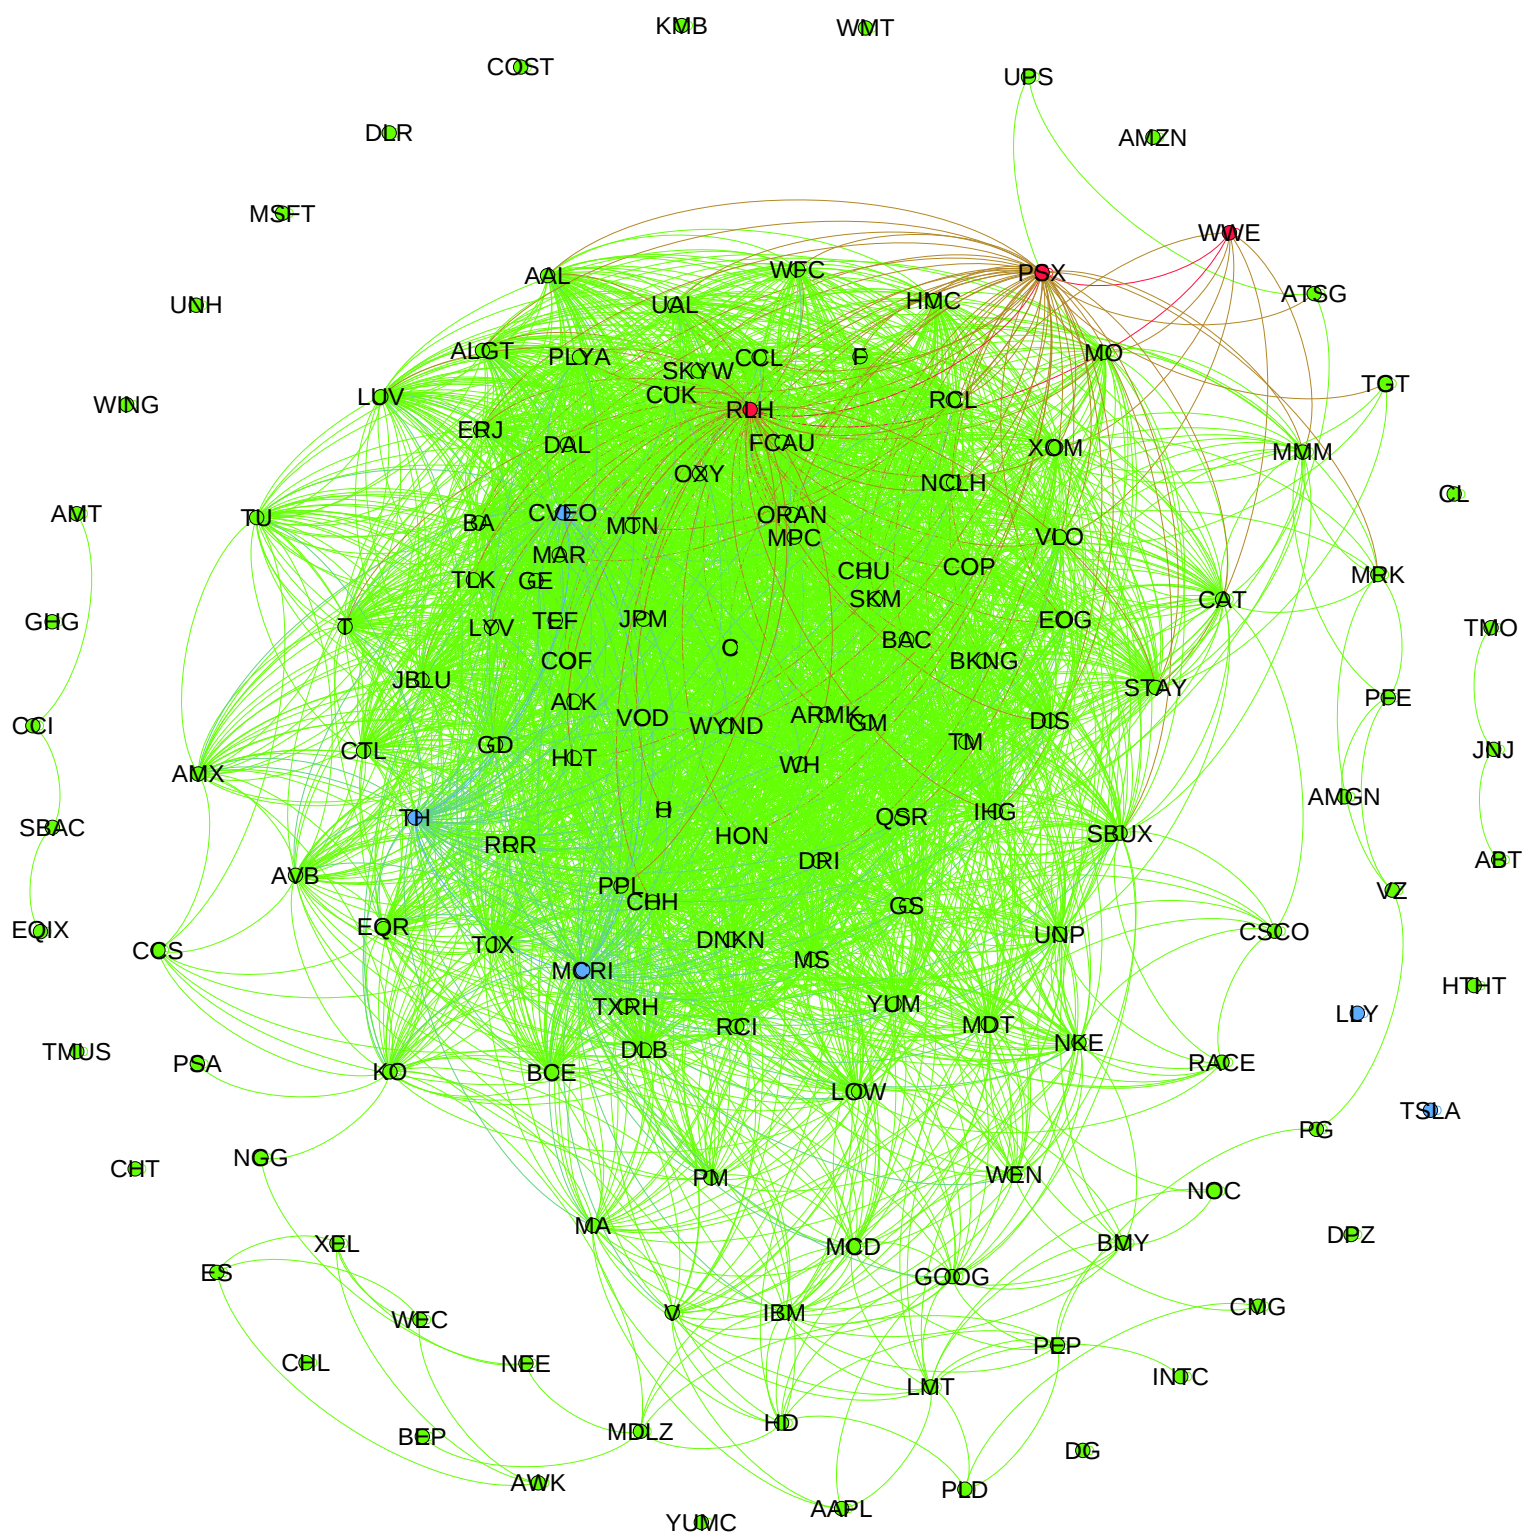 KMB
WMT
COST
UPS
DLR
AMZN
MSFT
WWE
WFC
PSX
AAL
UAL
HMC
ATSG
UNH
ALGT
PLYA
CCL
F
MO
SKYW
TGT
LUV
CUK
RCL
WING
RLH
ERJ
DAL
FCAU
XOM
MMM
OXY
NCLH
CL
AMT
TU
BA
CVEO
MTN
ORAN
MPC
VLO
MAR
TLK
GE
CHU
COP
MRK
SKM
CAT
GHG
T
LYV
TEF
JPM
EOG
TMO
C
BAC
COF
BKNG
JBLU
STAY
PFE
ALK
CCI
VOD
WYND
ARMK
GM
DIS
CTL
GD
TM
JNJ
HLT
WH
AMX
AMGN
SBAC
TH
H
QSR
IHG
RRR
HON
SBUX
DRI
ABT
AVB
PPL
CHH
GS
VZ
EQIX
EQR
CCS
TJX
DNKN
MS
UNP
CSCO
MCRI
HTHT
TXRH
YUM
LLY
RCI
MDT
TMUS
PSA
DLB
NKE
RACE
KO
BCE
LOW
TSLA
PG
CHT
NGG
PM
WEN
NOC
MA
DPZ
XEL
MCD
BMY
ES
GOOG
CMG
WEC
V
IBM
PEP
CHL
NEE
INTC
LMT
BEP
MDLZ
HD
DG
AWK
PLD
AAPL
YUMC